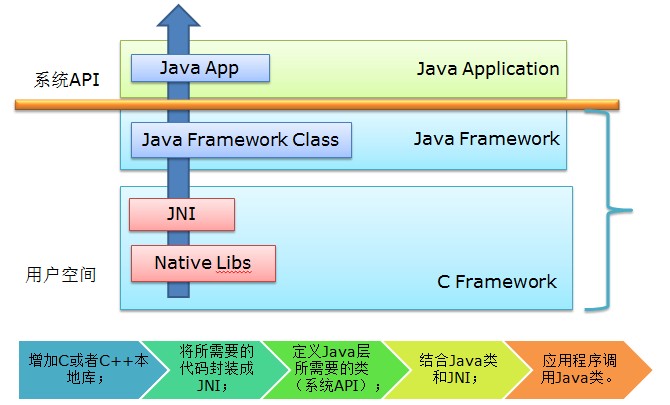 Java App
Java Application
系统API
Java Framework Class
Java Framework
JNI
Native Libs
用户空间
C Framework
增加C或者C++本
地库；
将所需要的
代码封装成
JNI；
定义Java层
所需要的类
（系统API）；
结合Java类
和JNI；
应用程序调
用Java类。